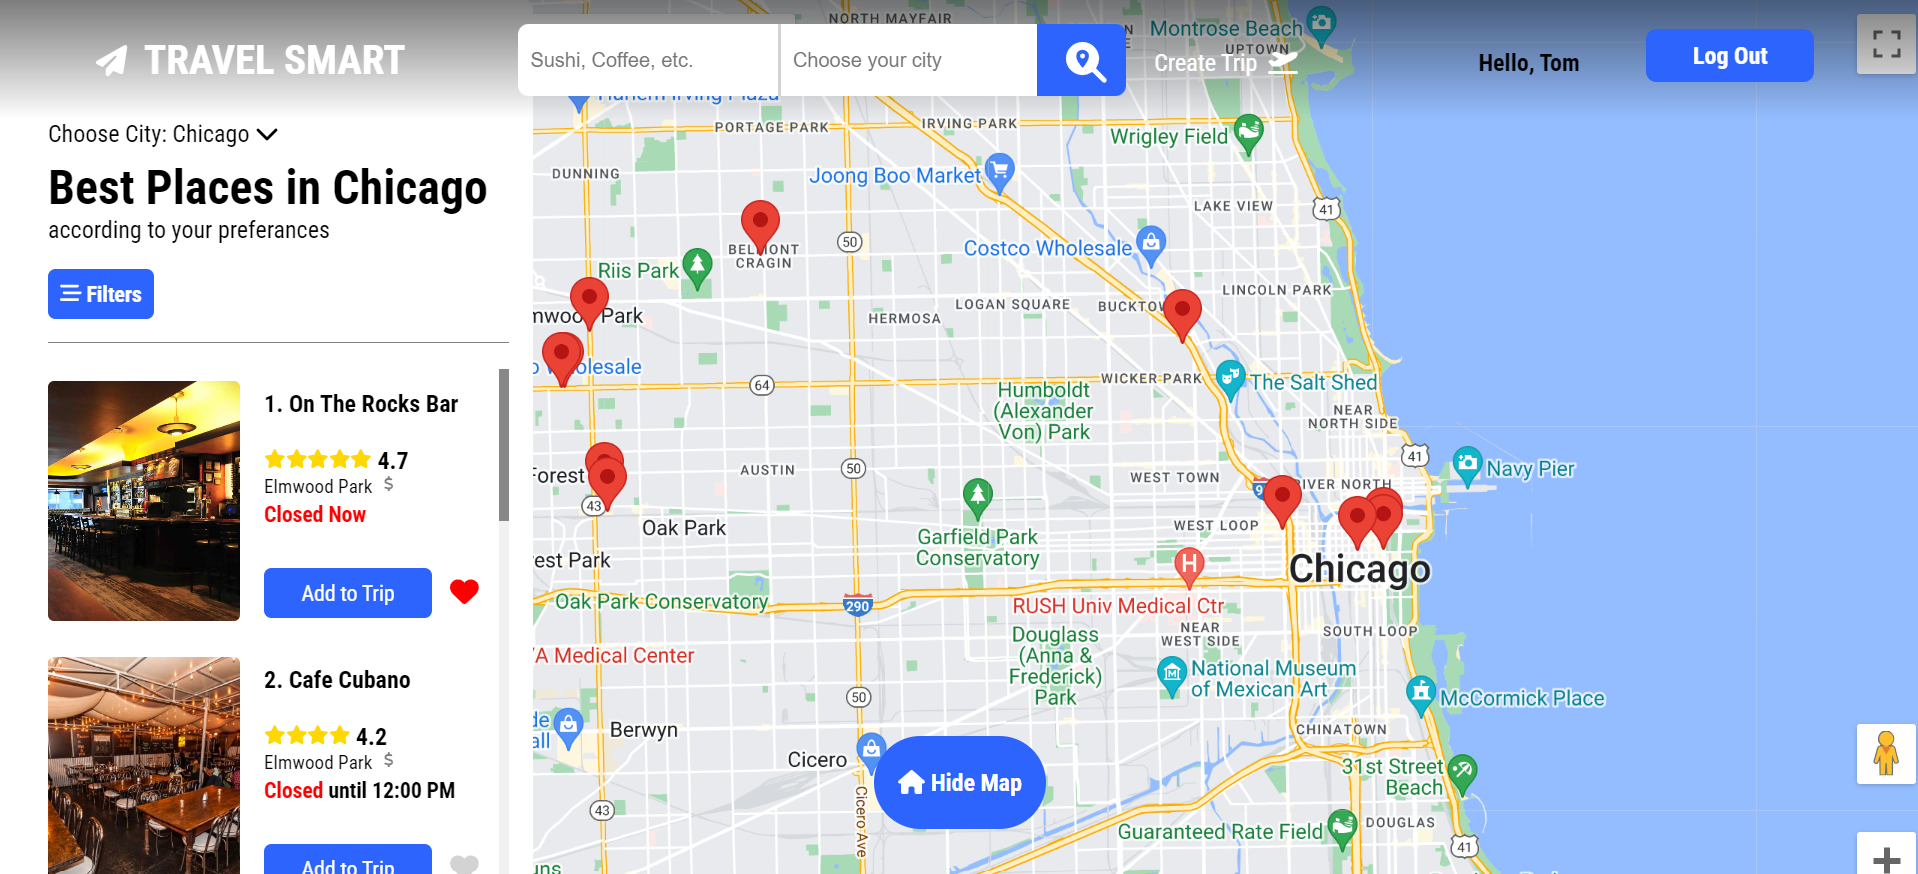 TRAVEL SMART
Sushi, Coffee, etc.
Choose your city
Create Trip
Hello, Tom
Log Out
Choose City: Chicago
Best Places in Chicago
according to your preferances
Filters
1. On The Rocks Bar
4.7
Elmwood Park $
Closed Now
Add to Trip
2. Cafe Cubano
4.2
Elmwood Park $
Closed until 12:00 PM
Add to Trip
NORTH MAYFAIR
Montrose Beach
UPTOWN
Harlem Irving Plaza
PORTAGE PARK
IRVING PARK
Wrigley Field
DUNNING
Joong Boo Market
LAKE VIEW
41
50
BELMONT
CRAGIN
Costco Wholesale
Riis Park
LINCOLN PARK
LOGAN SQUARE
HERMOSA
Park
64
WICKER PARK
The Salt Shed
Humboldt
(Alexander
Von) Park
NEAR
NORTH SIDE
41
AUSTIN
50
WEST TOWN
Navy Pier
RIVER NORTH
43
Oak Park
WEST LOOP
Garfield Park
Conservatory
H
Chicago
Oak Park Conservatory
290
RUSH Univ Medical Ctr
NEAR
WEST SIDE
SOUTH LOOP
Douglass
(Anna &
Frederick)
Park
A Medical Center
National Museum
of Mexican Art
50
McCormick Place
Berwyn
CHINATOWN
Cicero
Hide Map
31st Street
Beach
43
Cicero Ave
DOUGLAS
Guaranteed Rate Field
41